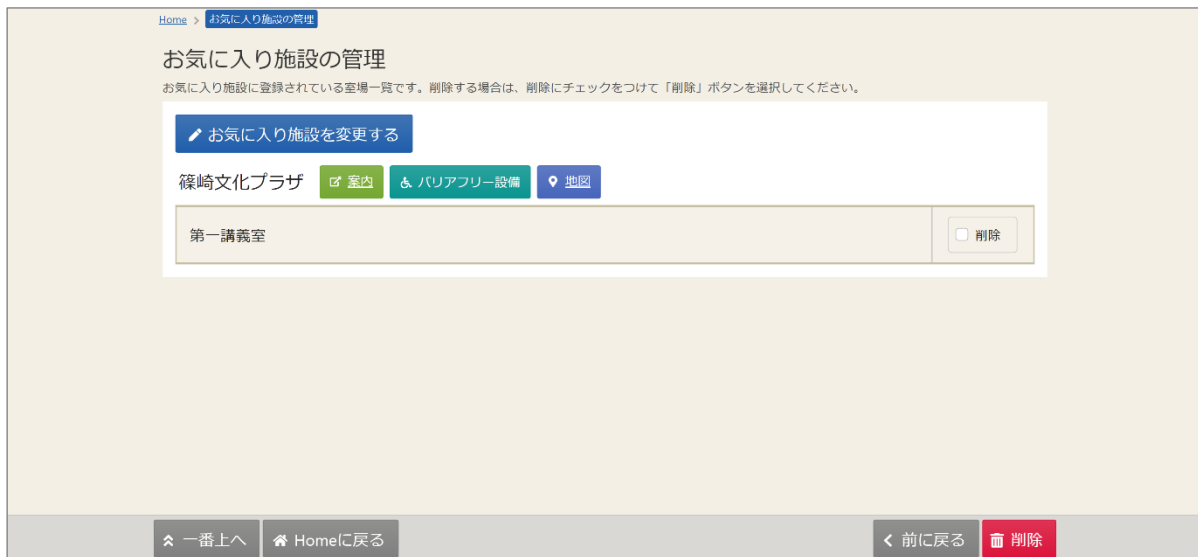 Home > お気に入り施設の管理
お気に入り施設の管理
お気に入り施設に登録されている室場一覧です。削除する場合は、削除にチェックをつけて「削除」ボタンを選択してください。
お気に入り施設を変更する
篠崎文化プラザ 案内 バリアフリー設備 地図
第一講義室 削除
一番上へ Homeに戻る 前に戻る 削除